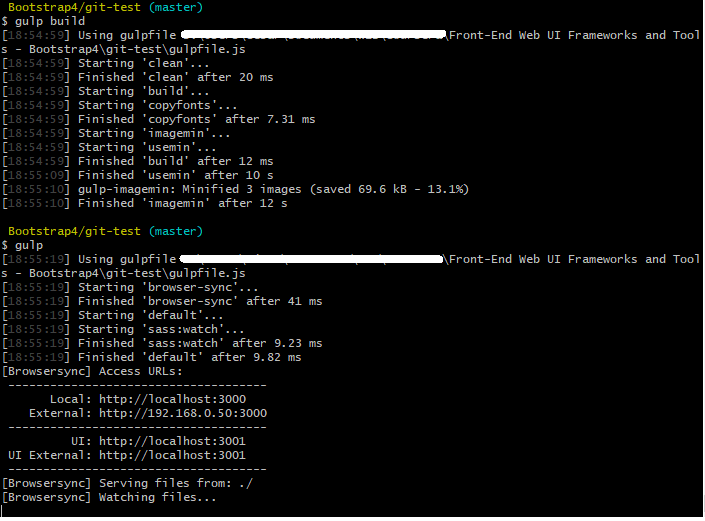 Bootstrap4/git-test (master)
$ gulp build
[18:54:59] Using gulpfile \Front-End Web UI Frameworks and Tool
s - Bootstrap4\git-test\gulpfile.js
[18:54:59] Starting 'clean'...
[18:54:59] Finished 'clean' after 20 ms
[18:54:59] Starting 'build'...
[18:54:59] Starting 'copyfonts'...
[18:54:59] Finished 'copyfonts' after 7.31 ms
[18:54:59] Starting 'imagemin'...
[18:54:59] Starting 'usemin'...
[18:54:59] Finished 'build' after 12 ms
[18:55:09] Finished 'usemin' after 10 s
[18:55:10] gulp-imagemin: Minified 3 images (saved 69.6 kB - 13.1%)
[18:55:10] Finished 'imagemin' after 12 s
Bootstrap4/git-test (master)
$ gulp
[18:55:19] Using gulpfile \Front-End Web UI Frameworks and Tool
s - Bootstrap4\git-test\gulpfile.js
[18:55:19] Starting 'browser-sync'...
[18:55:19] Finished 'browser-sync' after 41 ms
[18:55:19] Starting 'default'...
[18:55:19] Starting 'sass:watch'...
[18:55:19] Finished 'sass:watch' after 9.23 ms
[18:55:19] Finished 'default' after 9.82 ms
[Browsersync] Access URLs:
-------------------------------------
Local: http://localhost:3000
External: http://192.168.0.50:3000
-------------------------------------
UI: http://localhost:3001
UI External: http://localhost:3001
-------------------------------------
[Browsersync] Serving files from: ./
[Browsersync] Watching files...